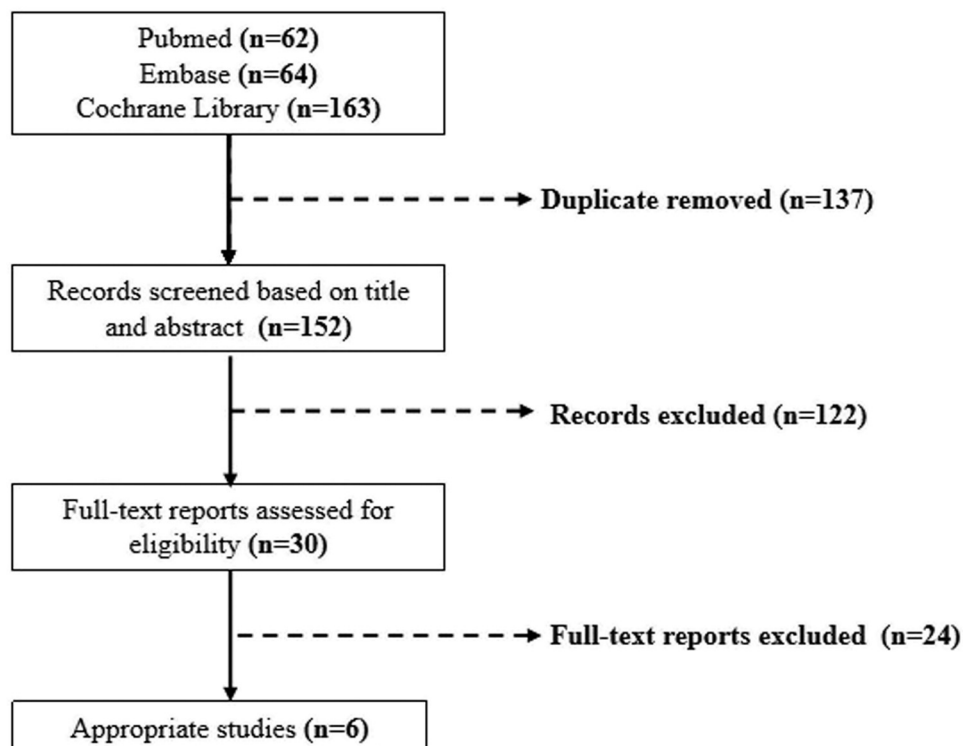 Pubmed (n=62)
Embase (n=64)
Cochrane Library (n=163)
Duplicate removed (n=137)
Records screened based on title
and abstract (n=152)
Records excluded (n=122)
Full-text reports assessed for
eligibility (n=30)
Full-text reports excluded (n=24)
Appropriate studies (n=6)